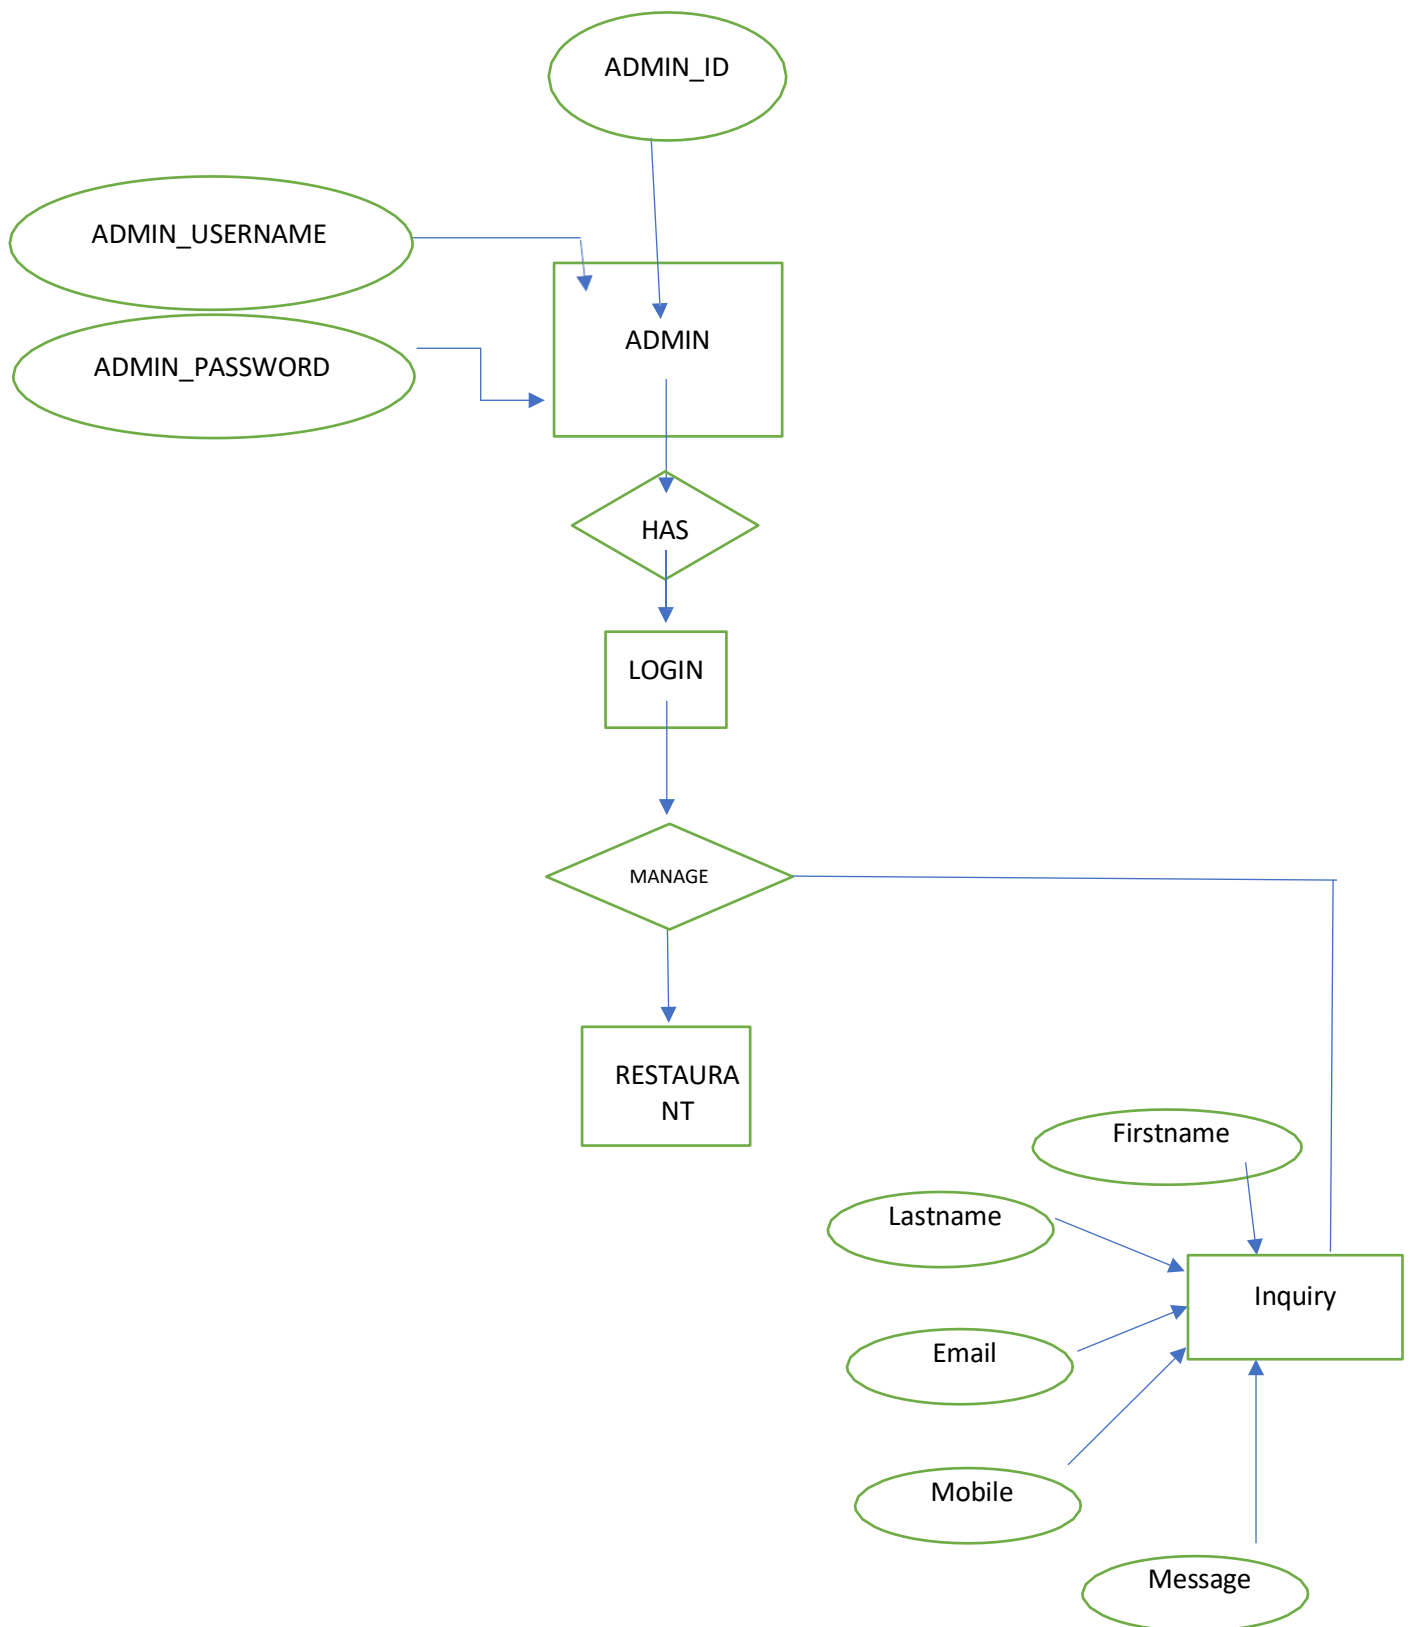 ADMIN_ID
ADMIN_USERNAME
ADMIN
ADMIN_PASSWORD
HAS
LOGIN
MANAGE
RESTAURA
NT
Firstname
Lastname
Inquiry
Email
Mobile
Message